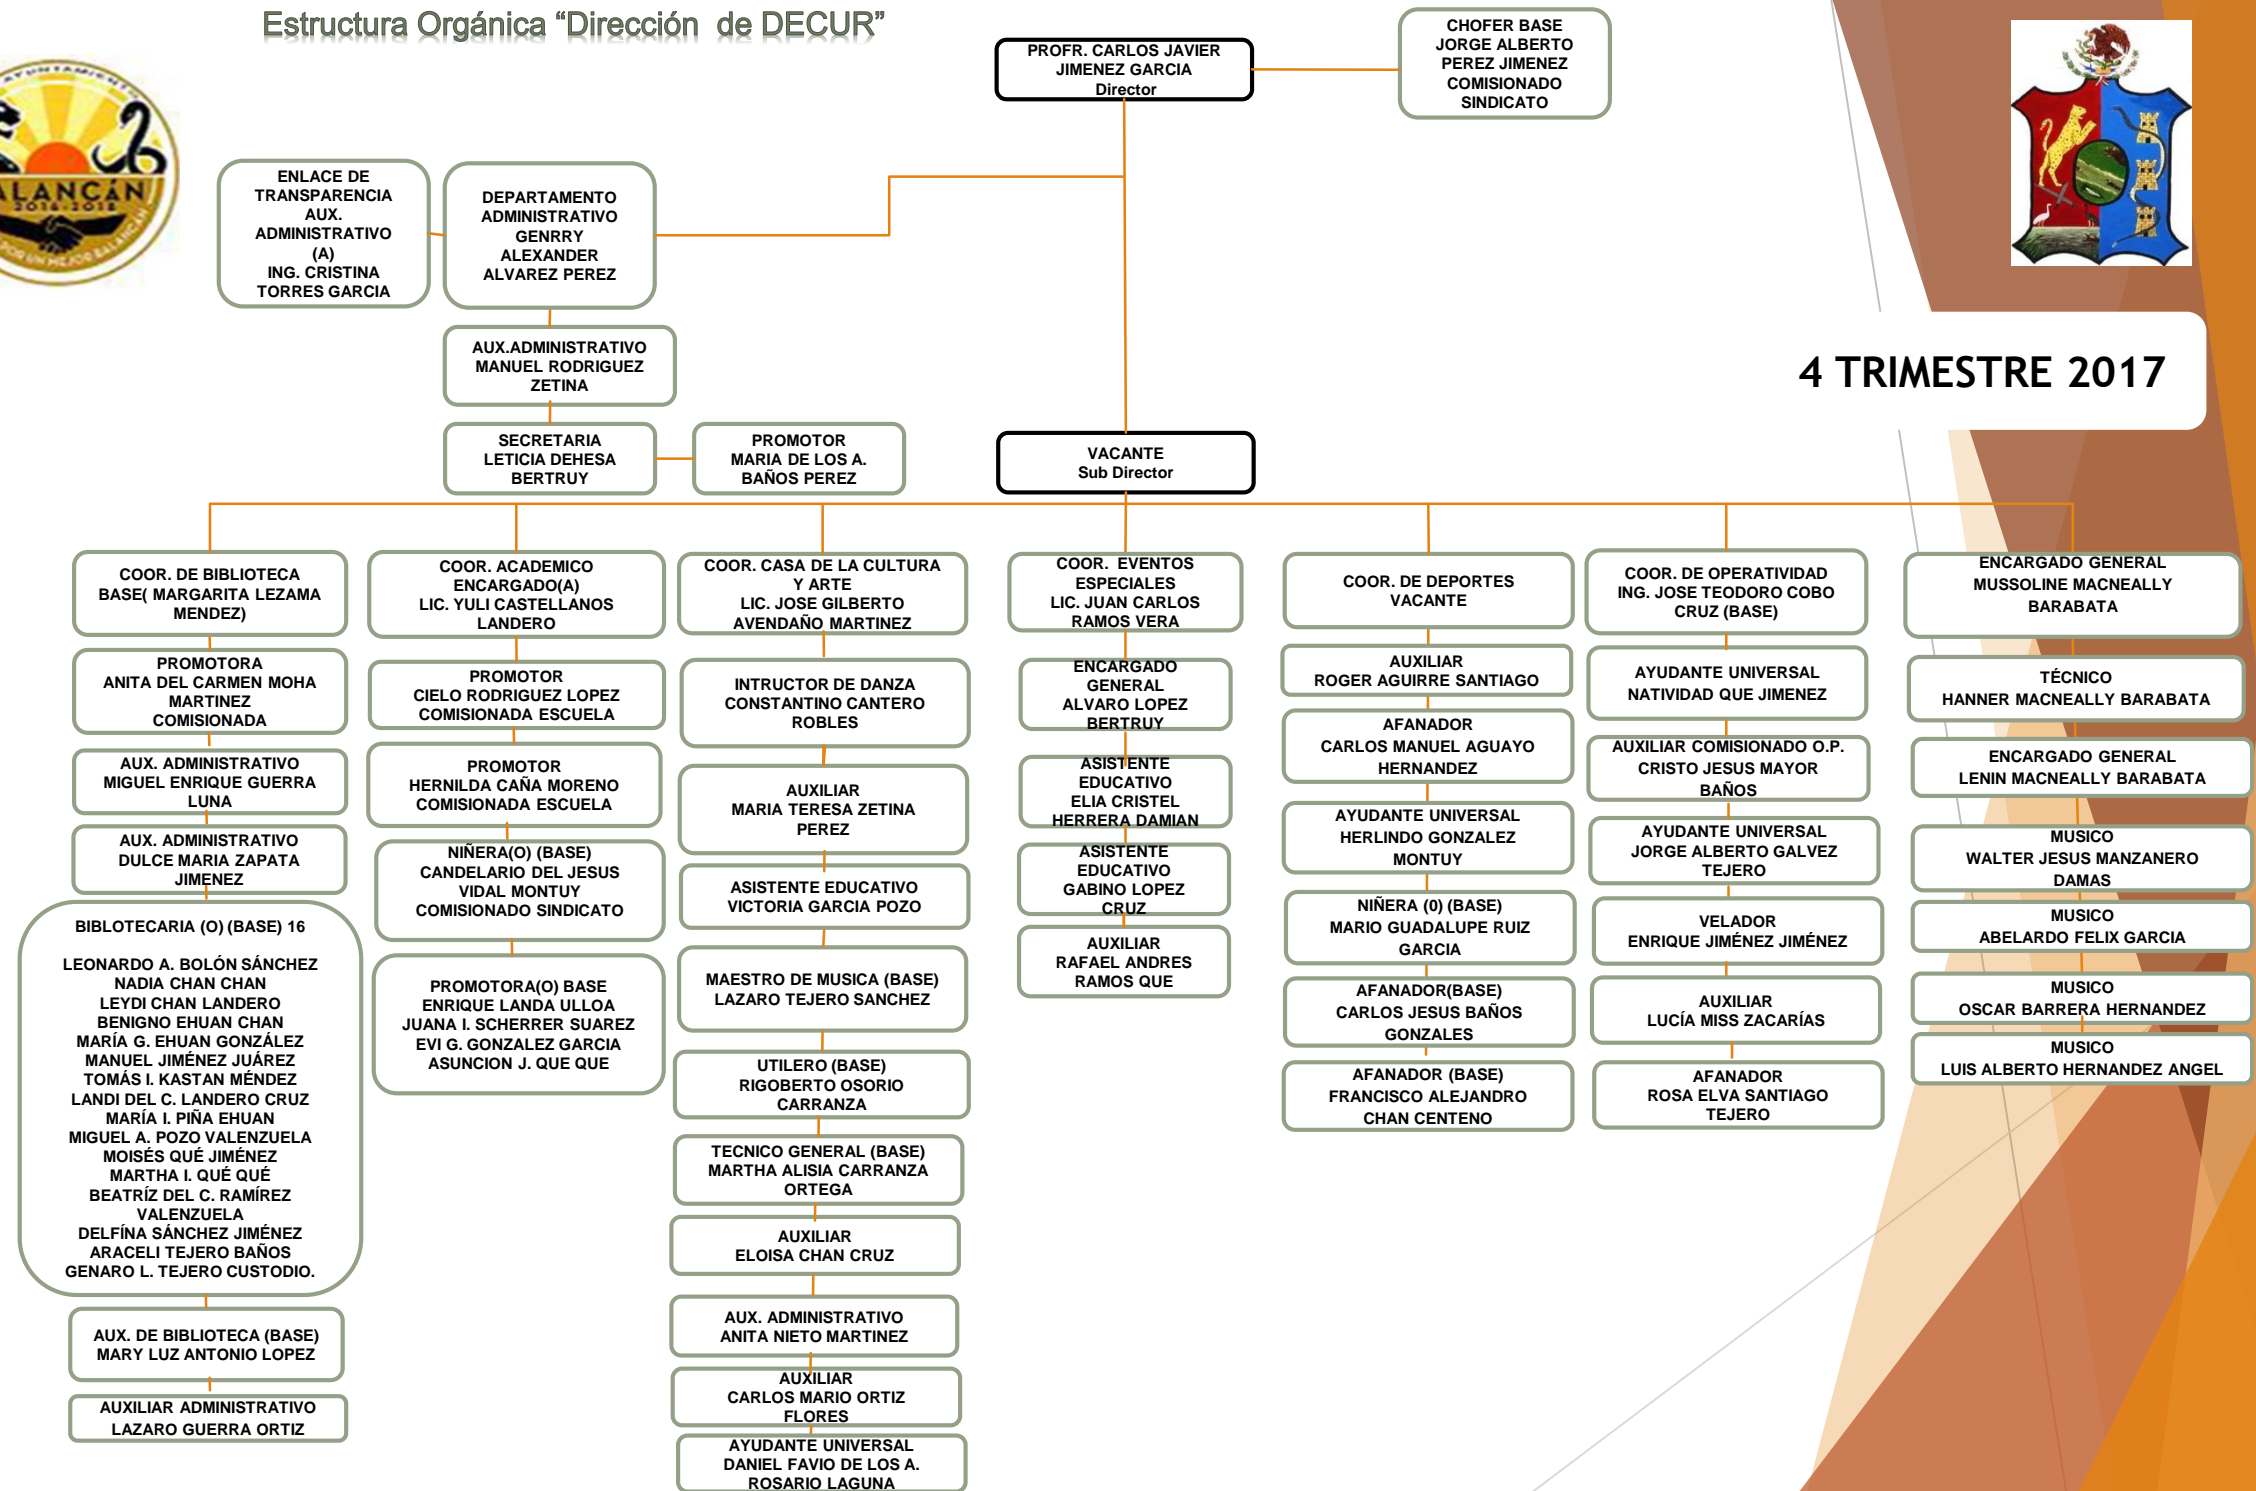 Estructura Orgánica “Dirección de DECUR”
AYUNTAMIENTO
ALANCÁN
2016-2018
POR UN MEJOR BALANCÁN
PROFR. CARLOS JAVIER
JIMENEZ GARCIA
Director
CHOFER BASE
JORGE ALBERTO
PEREZ JIMENEZ
COMISIONADO
SINDICATO
ENLACE DE
TRANSPARENCIA
AUX.
ADMINISTRATIVO
(A)
ING. CRISTINA
TORRES GARCIA
DEPARTAMENTO
ADMINISTRATIVO
GENRRY
ALEXANDER
ALVAREZ PEREZ
AUX.ADMINISTRATIVO
MANUEL RODRIGUEZ
ZETINA
4 TRIMESTRE 2017
SECRETARIA
LETICIA DEHESA
BERTRUY
PROMOTOR
MARIA DE LOS A.
BAÑOS PEREZ
VACANTE
Sub Director
COOR. DE BIBLIOTECA
BASE( MARGARITA LEZAMA
MENDEZ)
PROMOTORA
ANITA DEL CARMEN MOHA
MARTINEZ
COMISIONADA
AUX. ADMINISTRATIVO
MIGUEL ENRIQUE GUERRA
LUNA
AUX. ADMINISTRATIVO
DULCE MARIA ZAPATA
JIMENEZ
BIBLOTECARIA (O) (BASE) 16
LEONARDO A. BOLÓN SÁNCHEZ
NADIA CHAN CHAN
LEYDI CHAN LANDERO
BENIGNO EHUAN CHAN
MARÍA G. EHUAN GONZÁLEZ
MANUEL JIMÉNEZ JUÁREZ
TOMÁS I. KASTAN MÉNDEZ
LANDI DEL C. LANDERO CRUZ
MARÍA I. PIÑA EHUAN
MIGUEL A. POZO VALENZUELA
MOISÉS QUÉ JIMÉNEZ
MARTHA I. QUÉ QUÉ
BEATRÍZ DEL C. RAMÍREZ
VALENZUELA
DELFÍNA SÁNCHEZ JIMÉNEZ
ARACELI TEJERO BAÑOS
GENARO L. TEJERO CUSTODIO.
AUX. DE BIBLIOTECA (BASE)
MARY LUZ ANTONIO LOPEZ
AUXILIAR ADMINISTRATIVO
LAZARO GUERRA ORTIZ
COOR. ACADEMICO
ENCARGADO(A)
LIC. YULI CASTELLANOS
LANDERO
PROMOTOR
CIELO RODRIGUEZ LOPEZ
COMISIONADA ESCUELA
PROMOTOR
HERNILDA CAÑA MORENO
COMISIONADA ESCUELA
NIÑERA(O) (BASE)
CANDELARIO DEL JESUS
VIDAL MONTUY
COMISIONADO SINDICATO
PROMOTORA(O) BASE
ENRIQUE LANDA ULLOA
JUANA I. SCHERRER SUAREZ
EVI G. GONZALEZ GARCIA
ASUNCION J. QUE QUE
COOR. CASA DE LA CULTURA
Y ARTE
LIC. JOSE GILBERTO
AVENDAÑO MARTINEZ
INTRUCTOR DE DANZA
CONSTANTINO CANTERO
ROBLES
AUXILIAR
MARIA TERESA ZETINA
PEREZ
ASISTENTE EDUCATIVO
VICTORIA GARCIA POZO
MAESTRO DE MUSICA (BASE)
LAZARO TEJERO SANCHEZ
UTILERO (BASE)
RIGOBERTO OSORIO
CARRANZA
TECNICO GENERAL (BASE)
MARTHA ALISIA CARRANZA
ORTEGA
AUXILIAR
ELOISA CHAN CRUZ
AUX. ADMINISTRATIVO
ANITA NIETO MARTINEZ
AUXILIAR
CARLOS MARIO ORTIZ
FLORES
AYUDANTE UNIVERSAL
DANIEL FAVIO DE LOS A.
ROSARIO LAGUNA
COOR. EVENTOS
ESPECIALES
LIC. JUAN CARLOS
RAMOS VERA
ENCARGADO
GENERAL
ALVARO LOPEZ
BERTRUY
ASISTENTE
EDUCATIVO
ELIA CRISTEL
HERRERA DAMIAN
ASISTENTE
EDUCATIVO
GABINO LOPEZ
CRUZ
AUXILIAR
RAFAEL ANDRES
RAMOS QUE
COOR. DE DEPORTES
VACANTE
AUXILIAR
ROGER AGUIRRE SANTIAGO
AFANADOR
CARLOS MANUEL AGUAYO
HERNANDEZ
AYUDANTE UNIVERSAL
HERLINDO GONZALEZ
MONTUY
NIÑERA (0) (BASE)
MARIO GUADALUPE RUIZ
GARCIA
AFANADOR(BASE)
CARLOS JESUS BAÑOS
GONZALES
AFANADOR (BASE)
FRANCISCO ALEJANDRO
CHAN CENTENO
COOR. DE OPERATIVIDAD
ING. JOSE TEODORO COBO
CRUZ (BASE)
AYUDANTE UNIVERSAL
NATIVIDAD QUE JIMENEZ
AUXILIAR COMISIONADO O.P.
CRISTO JESUS MAYOR
BAÑOS
AYUDANTE UNIVERSAL
JORGE ALBERTO GALVEZ
TEJERO
VELADOR
ENRIQUE JIMÉNEZ JIMÉNEZ
AUXILIAR
LUCÍA MISS ZACARÍAS
AFANADOR
ROSA ELVA SANTIAGO
TEJERO
ENCARGADO GENERAL
MUSSOLINE MACNEALLY
BARABATA
TÉCNICO
HANNER MACNEALLY BARABATA
ENCARGADO GENERAL
LENIN MACNEALLY BARABATA
MUSICO
WALTER JESUS MANZANERO
DAMAS
MUSICO
ABELARDO FELIX GARCIA
MUSICO
OSCAR BARRERA HERNANDEZ
MUSICO
LUIS ALBERTO HERNANDEZ ANGEL